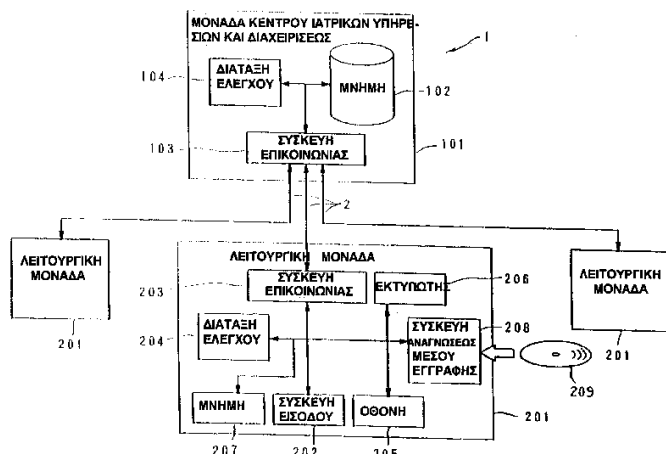 ΜΟΝΑΔΑ ΚΕΝΤΡΟΥ ΙΑΤΡΙΚΩΝ ΥΠΗΡΕ-
ΣΙΩΝ ΚΑΙ ΔΙΑΧΕΙΡΙΣΕΩΣ
1
104
ΔΙΑΤΑΞΗ
ΕΛΕΓΧΟΥ
ΜΝΗΜΗ
102
103
ΣΥΣΚΕΥΗ
ΕΠΙΚΟΙΝΩΝΙΑΣ
101
2
ΛΕΙΤΟΥΡΓΙΚΗ
ΜΟΝΑΔΑ
201
ΛΕΙΤΟΥΡΓΙΚΗ ΜΟΝΑΔΑ
203
ΣΥΣΚΕΥΗ
ΕΠΙΚΟΙΝΩΝΙΑΣ
ΕΚΤΥΠΩΤΗΣ
206
204
ΔΙΑΤΑΞΗ
ΕΛΕΓΧΟΥ
ΣΥΣΚΕΥΗ
ΑΝΑΓΝΩΣΕΩΣ
ΜΕΣΟΥ
ΕΓΓΡΑΦΗΣ
208
ΜΝΗΜΗ
207
ΣΥΣΚΕΥΗ
ΕΙΣΟΔΟΥ
202
ΟΘΟΝΗ
201
209
ΛΕΙΤΟΥΡΓΙΚΗ
ΜΟΝΑΔΑ
201